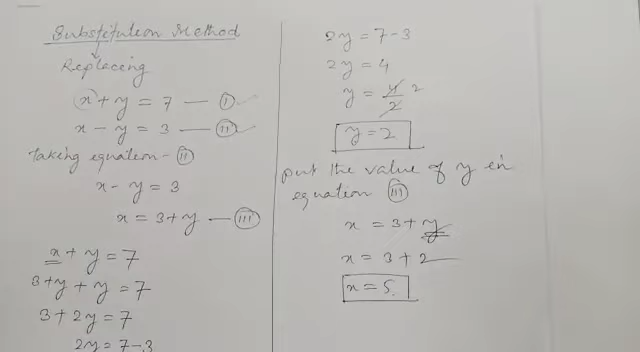 Substitution Method
Replacing
x + y = 7 — (I)
x - y = 3 — (II)
Taking equation - (II)
x - y = 3
x = 3 + y — (III)
x + y = 7
3 + y + y = 7
3 + 2y = 7
2y = 7 - 3
2y = 7 - 3
2y = 4
y = 4/2 2
y = 2
put the value of y in
equation (III)
x = 3 + y
x = 3 + 2
x = 5.